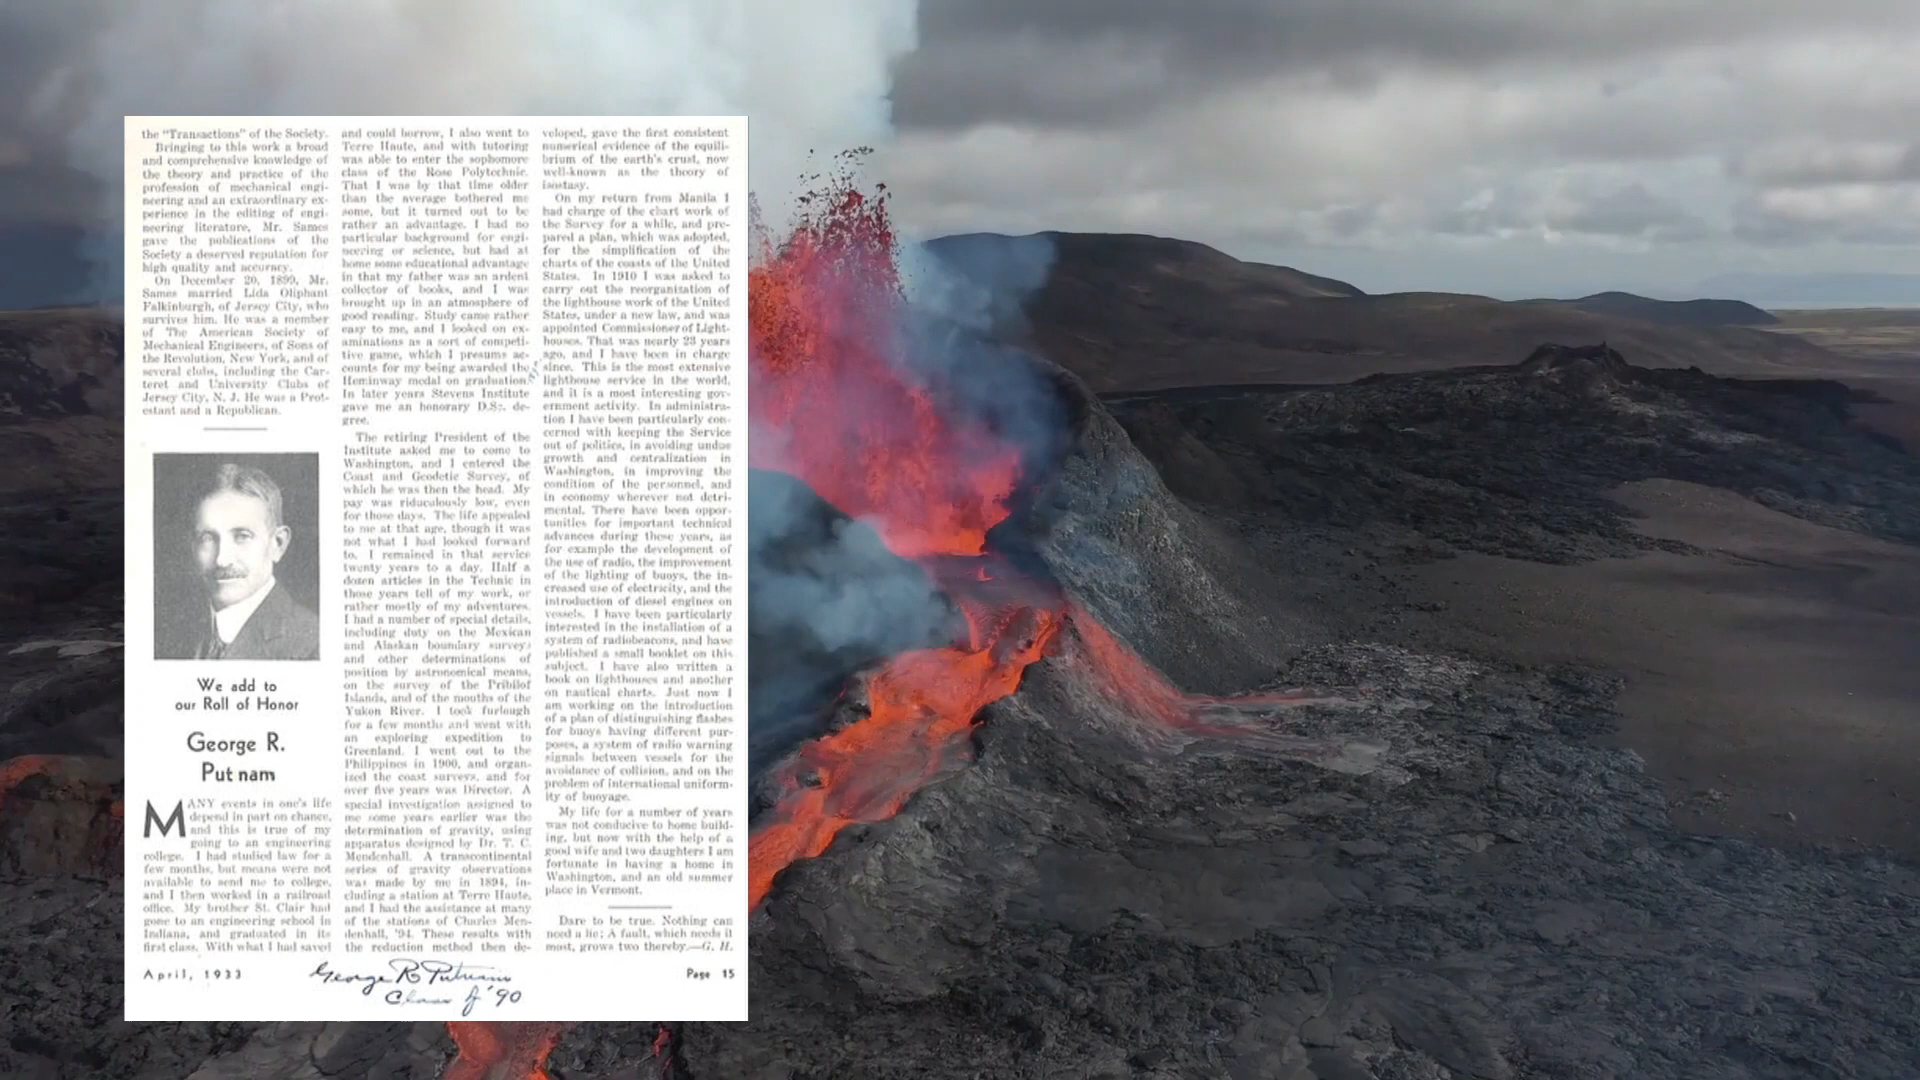 the "Transactions" of the Society.
Bringing to this work a broad
and comprehensive knowledge of
the theory and practice of the
profession of mechanical engi-
neering and an extraordinary ex-
perience in the editing of engi-
neering literature, Mr. Sames
gave the publications of the
Society a deserved reputation for
high quality and accuracy.
On December 20, 1899, Mr.
Sames married Lida Oliphant
Falkinburgh, of Jersey City, who
survives him. He was a member
of The American Society of
Mechanical Engineers, of Sons of
the Revolution, New York, and of
several clubs, including the Car-
teret and University Clubs of
Jersey City, N. J. He was a Prot-
estant and a Republican.
We add to
our Roll of Honor
George R.
Putnam
MANY events in one's life
depend in part on chance,
and this is true of my
going to an engineering
college. I had studied law for a
few months, but means were not
available to send me to college,
and I then worked in a railroad
office. My brother St. Clair had
gone to an engineering school in
Indiana, and graduated in its
first class. With what I had saved
and could borrow, I also went to
Terre Haute, and with tutoring
was able to enter the sophomore
class of the Rose Polytechnic.
That I was by that time older
than the average bothered me
some, but it turned out to be
rather an advantage. I had no
particular background for engi-
neering or science, but had at
home some educational advantage
in that my father was an ardent
collector of books, and I was
brought up in an atmosphere of
good reading. Study came rather
easy to me, and I looked on ex-
aminations as a sort of competi-
tive game, which I presume ac-
counts for my being awarded the
Heminway medal on graduation.
In later years Stevens Institute
gave me an honorary D.Sc. de-
gree.
The retiring President of the
Institute asked me to come to
Washington, and I entered the
Coast and Geodetic Survey, of
which he was then the head. My
pay was ridiculously low, even
for those days. The life appealed
to me at that age, though it was
not what I had looked forward
to. I remained in that service
twenty years to a day. Half a
dozen articles in the Technic in
those years tell of my work, or
rather mostly of my adventures.
I had a number of special details,
including duty on the Mexican
and Alaskan boundary surveys
and other determinations of
position by astronomical means,
on the survey of the Pribilof
Islands, and of the mouths of the
Yukon River. I took furlough
for a few months and went with
an exploring expedition to
Greenland. I went out to the
Philippines in 1900, and organ-
ized the coast surveys, and for
over five years was Director. A
special investigation assigned to
me some years earlier was the
determination of gravity, using
apparatus designed by Dr. T. C.
Mendenhall. A transcontinental
series of gravity observations
was made by me in 1894, in-
cluding a station at Terre Haute,
and I had the assistance at many
of the stations of Charles Men-
denhall, '94. These results with
the reduction method then de-
veloped, gave the first consistent
numerical evidence of the equili-
brium of the earth's crust, now
well-known as the theory of
isostasy.
On my return from Manila I
had charge of the chart work of
the Survey for a while, and pre-
pared a plan, which was adopted,
for the simplification of the
charts of the coasts of the United
States. In 1910 I was asked to
carry out the reorganization of
the lighthouse work of the United
States, under a new law, and was
appointed Commissioner of Light-
houses. That was nearly 23 years
ago, and I have been in charge
since. This is the most extensive
lighthouse service in the world,
and it is a most interesting gov-
ernment activity. In administra-
tion I have been particularly con-
cerned with keeping the Service
out of politics, in avoiding undue
growth and centralization in
Washington, in improving the
condition of the personnel, and
in economy wherever not detri-
mental. There have been oppor-
tunities for important technical
advances during these years, as
for example the development of
the use of radio, the improvement
of the lighting of buoys, the in-
creased use of electricity, and the
introduction of diesel engines on
vessels. I have been particularly
interested in the installation of a
system of radiobeacons, and have
published a small booklet on this
subject. I have also written a
book on lighthouses and another
on nautical charts. Just now I
am working on the introduction
of a plan of distinguishing flashes
for buoys having different pur-
poses, a system of radio warning
signals between vessels for the
avoidance of collision, and on the
problem of international uniform-
ity of buoyage.
My life for a number of years
was not conducive to home build-
ing, but now with the help of a
good wife and two daughters I am
fortunate in having a home in
Washington, and an old summer
place in Vermont.
Dare to be true. Nothing can
need a lie; A fault, which needs it
most, grows two thereby.—G. H.
April, 1933
George R Putnam
Class of '90
Page 15